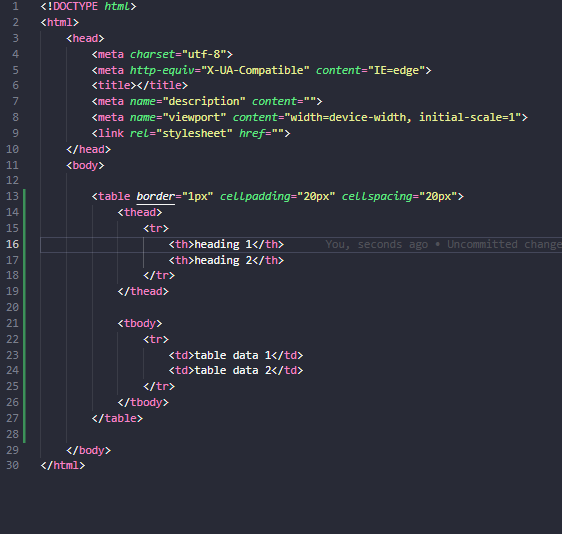 1 <!DOCTYPE html>
2 <html>
3 <head>
4 <meta charset="utf-8">
5 <meta http-equiv="X-UA-Compatible" content="IE=edge">
6 <title></title>
7 <meta name="description" content="">
8 <meta name="viewport" content="width=device-width, initial-scale=1">
9 <link rel="stylesheet" href="">
10 </head>
11 <body>
12
13 <table border="1px" cellpadding="20px" cellspacing="20px">
14 <thead>
15 <tr>
16 <th>heading 1</th> You, seconds ago • Uncommitted change
17 <th>heading 2</th>
18 </tr>
19 </thead>
20
21 <tbody>
22 <tr>
23 <td>table data 1</td>
24 <td>table data 2</td>
25 </tr>
26 </tbody>
27 </table>
28
29 </body>
30 </html>